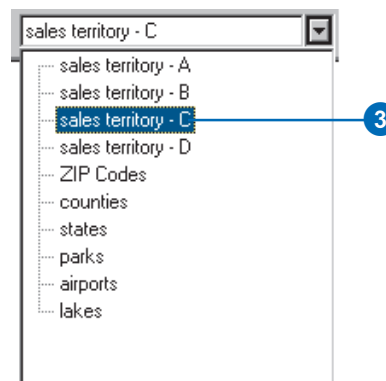 sales territory - C
sales territory - A
sales territory - B
sales territory - C
3
sales territory - D
ZIP Codes
counties
states
parks
airports
lakes